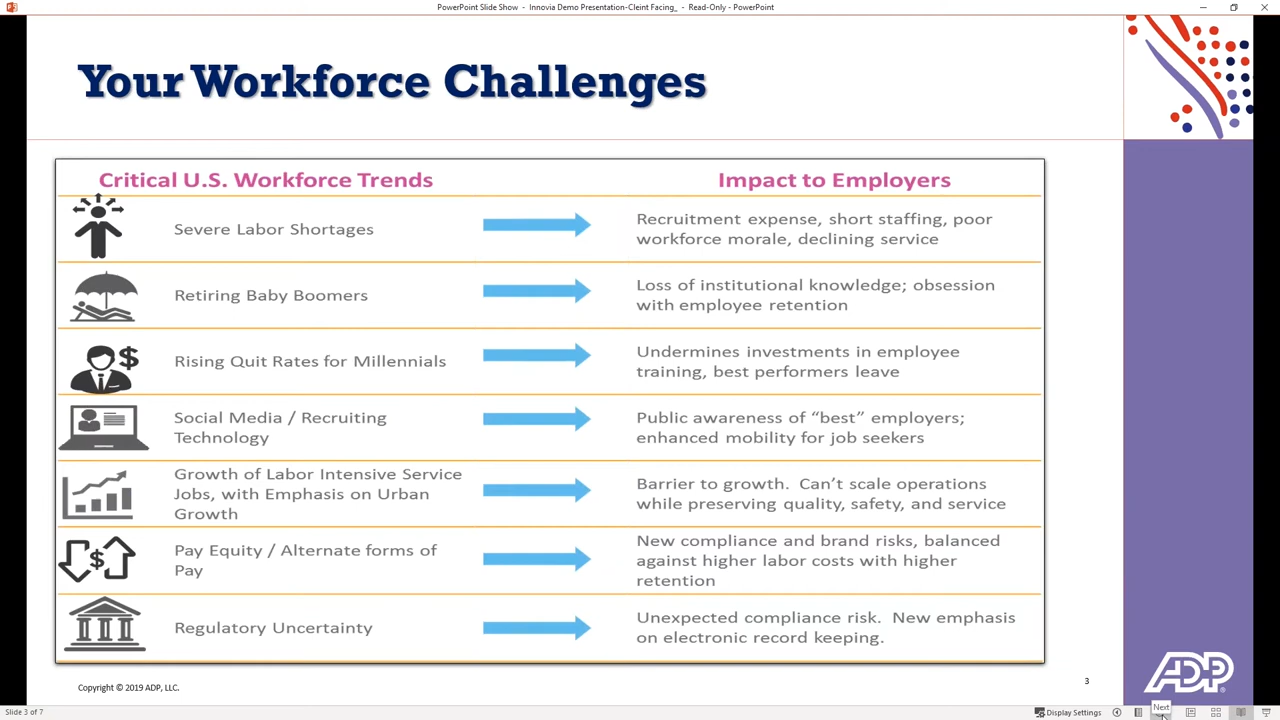 PowerPoint Slide Show - Innovia Demo Presentation-Cleint Facing_ - Read-Only - PowerPoint
Your Workforce Challenges
Critical U.S. Workforce Trends
Impact to Employers
Severe Labor Shortages
Recruitment expense, short staffing, poor
workforce morale, declining service
Retiring Baby Boomers
Loss of institutional knowledge; obsession
with employee retention
$
Rising Quit Rates for Millennials
Undermines investments in employee
training, best performers leave
Social Media / Recruiting
Technology
Public awareness of “best” employers;
enhanced mobility for job seekers
Growth of Labor Intensive Service
Jobs, with Emphasis on Urban
Growth
Barrier to growth. Can’t scale operations
while preserving quality, safety, and service
$
Pay Equity / Alternate forms of
Pay
New compliance and brand risks, balanced
against higher labor costs with higher
retention
Regulatory Uncertainty
Unexpected compliance risk. New emphasis
on electronic record keeping.
Copyright © 2019 ADP, LLC.
3
ADP®
Next
Slide 3 of 7
Display Settings